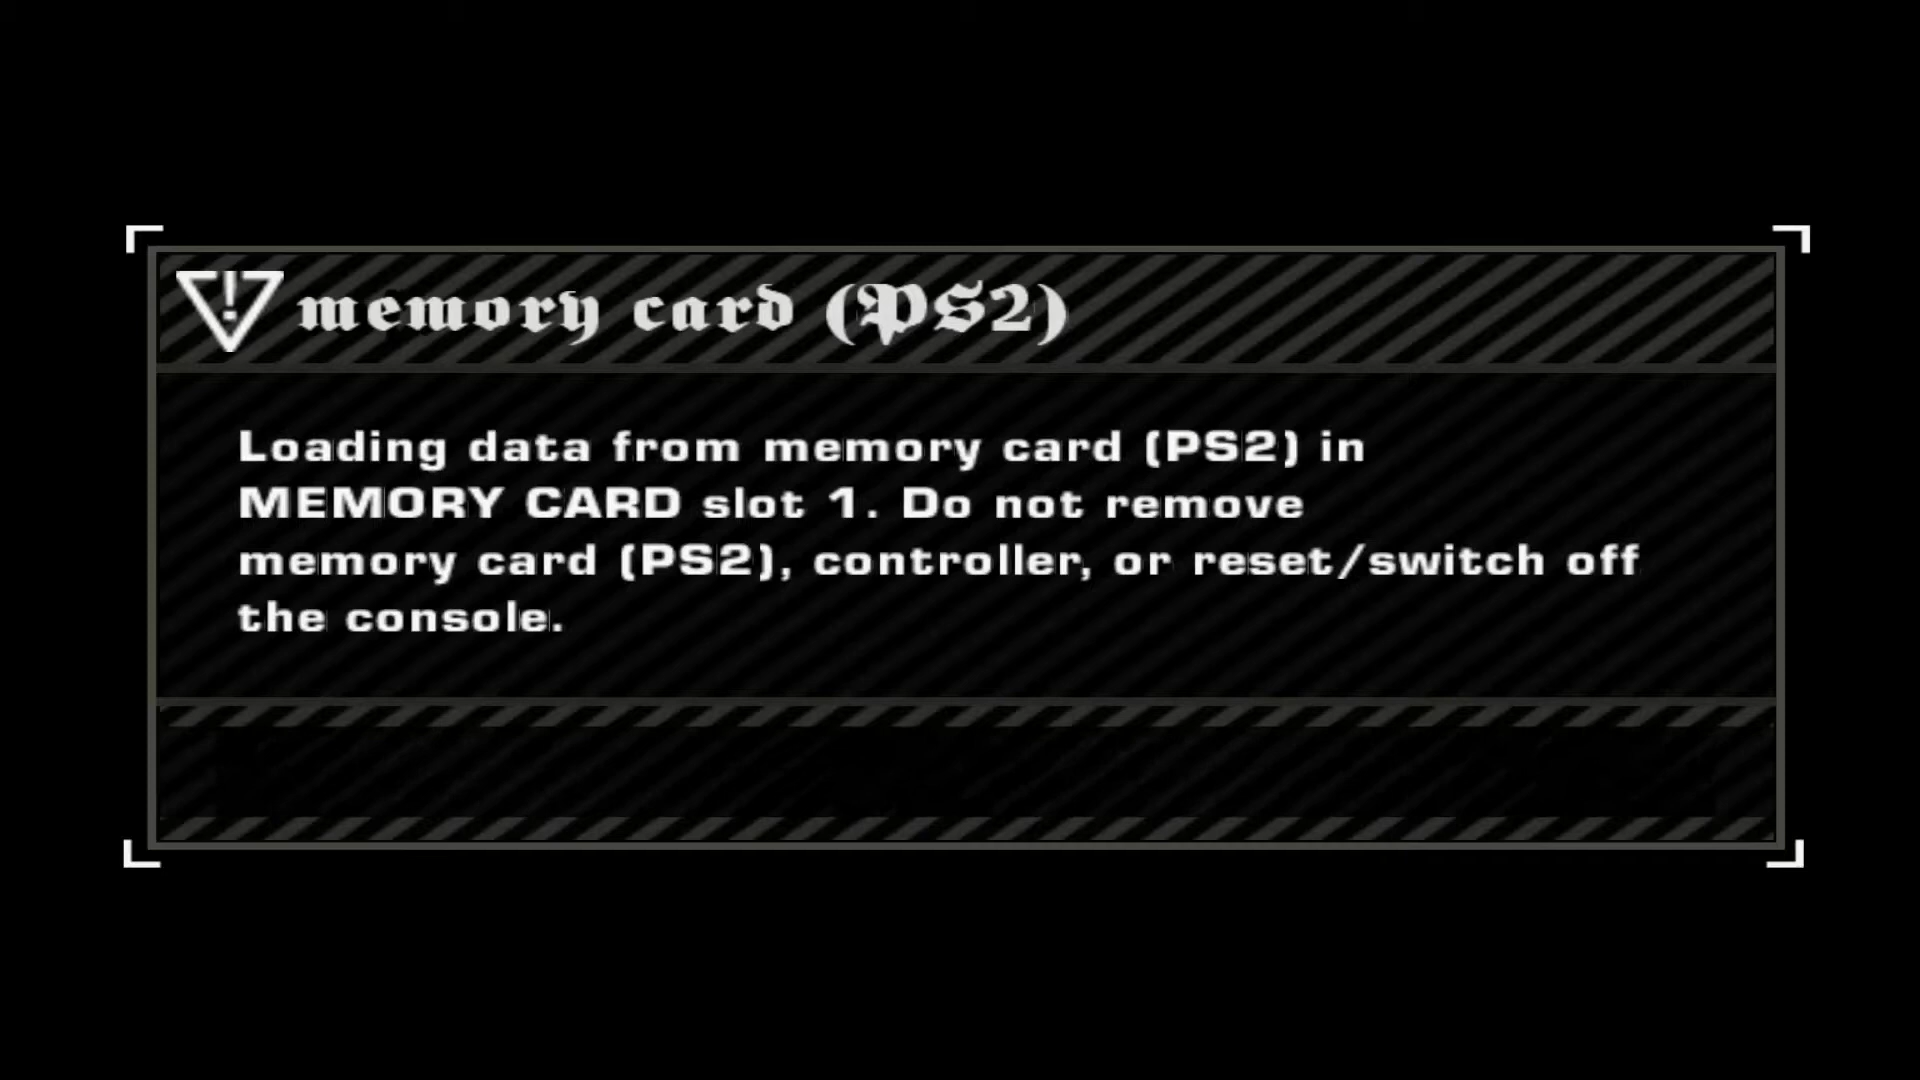 memory card (PS2)
Loading data from memory card (PS2) in
MEMORY CARD slot 1. Do not remove
memory card (PS2), controller, or reset/switch off
the console.